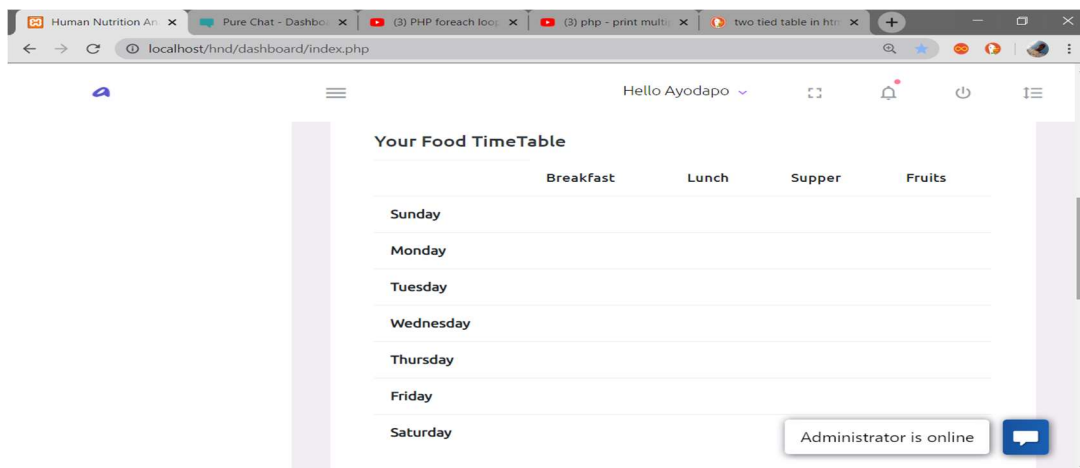 Human Nutrition An
Pure Chat - Dashboa
(3) PHP foreach loop
(3) php - print multip
two tied table in htm
localhost/hnd/dashboard/index.php
Hello Ayodapo
Your Food TimeTable
Breakfast Lunch Supper Fruits
Sunday
Monday
Tuesday
Wednesday
Thursday
Friday
Saturday
Administrator is online